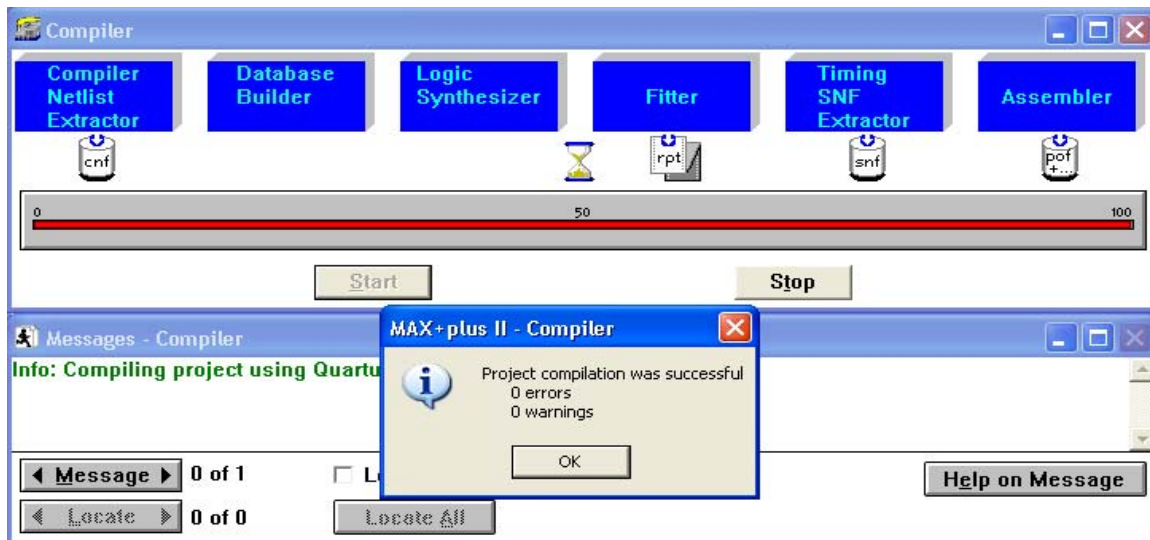 Compiler
Compiler
Netlist
Extractor
Database
Builder
Logic
Synthesizer
Fitter
Timing
SNF
Extractor
Assembler
cnf
rpt
snf
pof
+...
0
50
100
Start
Stop
Messages - Compiler
Info: Compiling project using
MAX+plus II - Compiler
Project compilation was successful
0 errors
0 warnings
OK
Message
0 of 1
Help on Message
Locate
0 of 0
Locate All